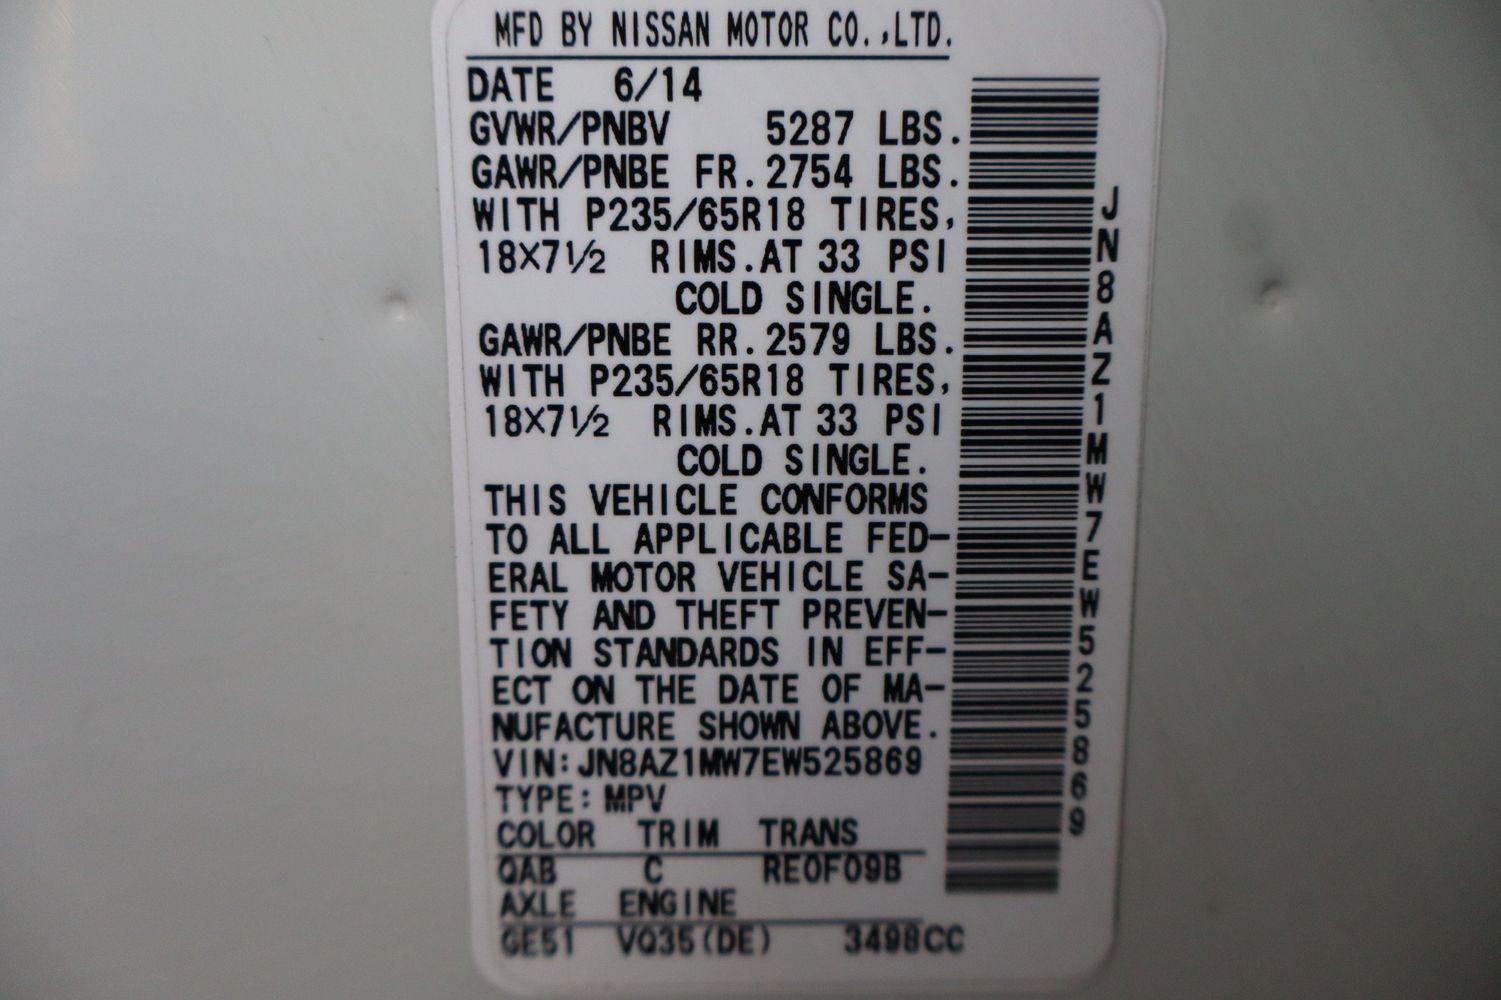 MFD BY NISSAN MOTOR CO.,LTD.
DATE 6/14
GVWR/PNBV 5287 LBS.
GAWR/PNBE FR.2754 LBS.
WITH P235/65R18 TIRES,
18×7½ RIMS.AT 33 PSI
COLD SINGLE.
GAWR/PNBE RR.2579 LBS.
WITH P235/65R18 TIRES,
18×7½ RIMS.AT 33 PSI
COLD SINGLE.
THIS VEHICLE CONFORMS
TO ALL APPLICABLE FED-
ERAL MOTOR VEHICLE SA-
FETY AND THEFT PREVEN-
TION STANDARDS IN EFF-
ECT ON THE DATE OF MA-
NUFACTURE SHOWN ABOVE.
VIN:JN8AZ1MW7EW525869
TYPE:MPV
COLOR TRIM TRANS
QAB C RE0F09B
AXLE ENGINE
GE51 VQ35(DE) 3498CC
JN8AZ1MW7EW525869